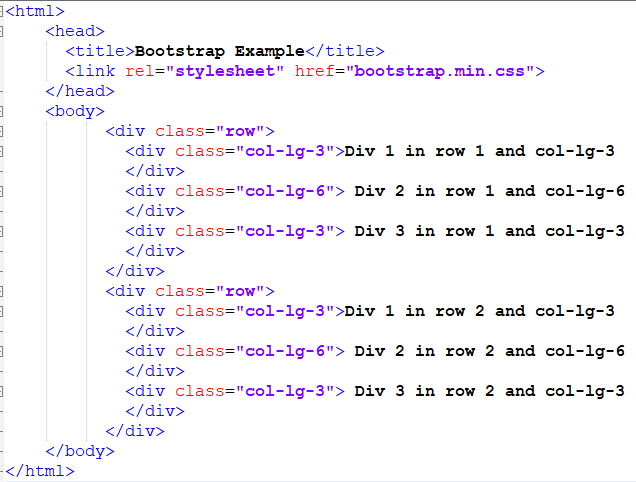 <html>
<head>
<title>Bootstrap Example</title>
<link rel="stylesheet" href="bootstrap.min.css">
</head>
<body>
<div class="row">
<div class="col-lg-3">Div 1 in row 1 and col-lg-3
</div>
<div class="col-lg-6"> Div 2 in row 1 and col-lg-6
</div>
<div class="col-lg-3"> Div 3 in row 1 and col-lg-3
</div>
</div>
<div class="row">
<div class="col-lg-3">Div 1 in row 2 and col-lg-3
</div>
<div class="col-lg-6"> Div 2 in row 2 and col-lg-6
</div>
<div class="col-lg-3"> Div 3 in row 2 and col-lg-3
</div>
</div>
</body>
</html>